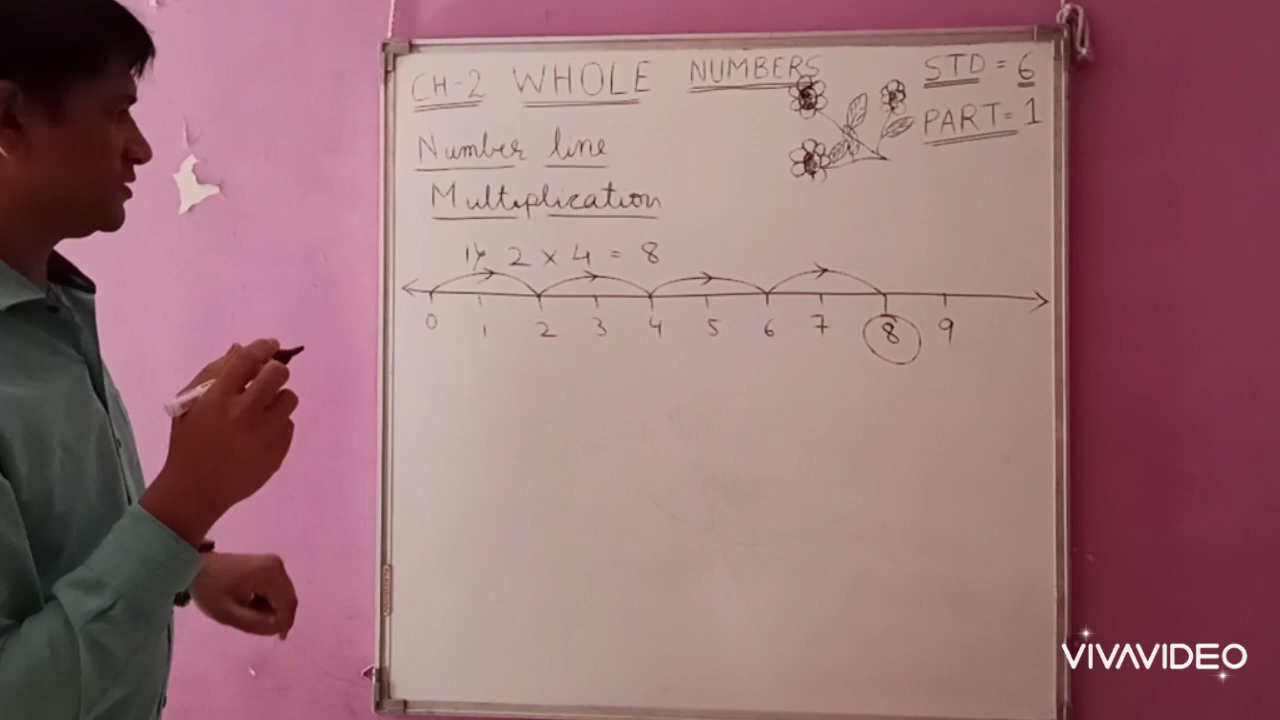 CH-2 WHOLE NUMBERS STD = 6
PART = 1
Number line
Multiplication
1) 2 × 4 = 8
0 1 2 3 4 5 6 7 8 9
VIVAVIDEO